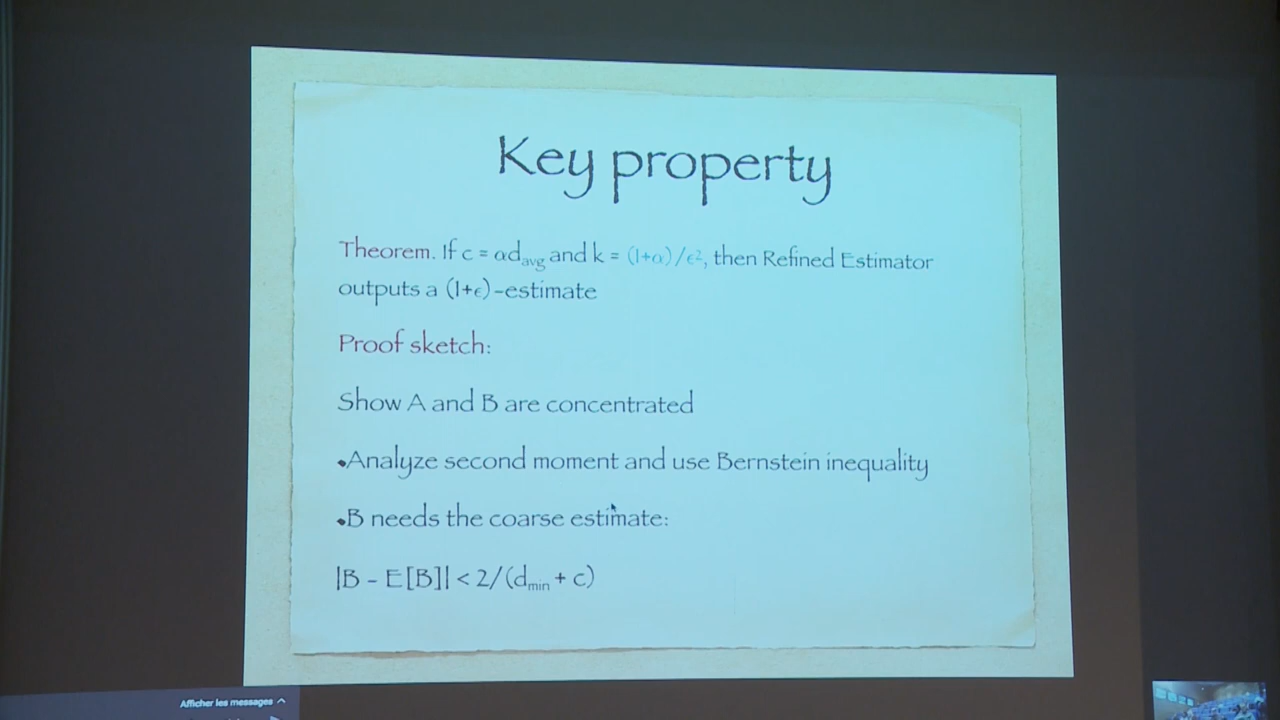 Key property
Theorem. If c = αd_avg and k = (1+α)/ϵ², then Refined Estimator
outputs a (1+ϵ)-estimate
Proof sketch:
Show A and B are concentrated
•Analyze second moment and use Bernstein inequality
•B needs the coarse estimate:
|B - E[B]| < 2/(d_min + c)
Afficher les messages